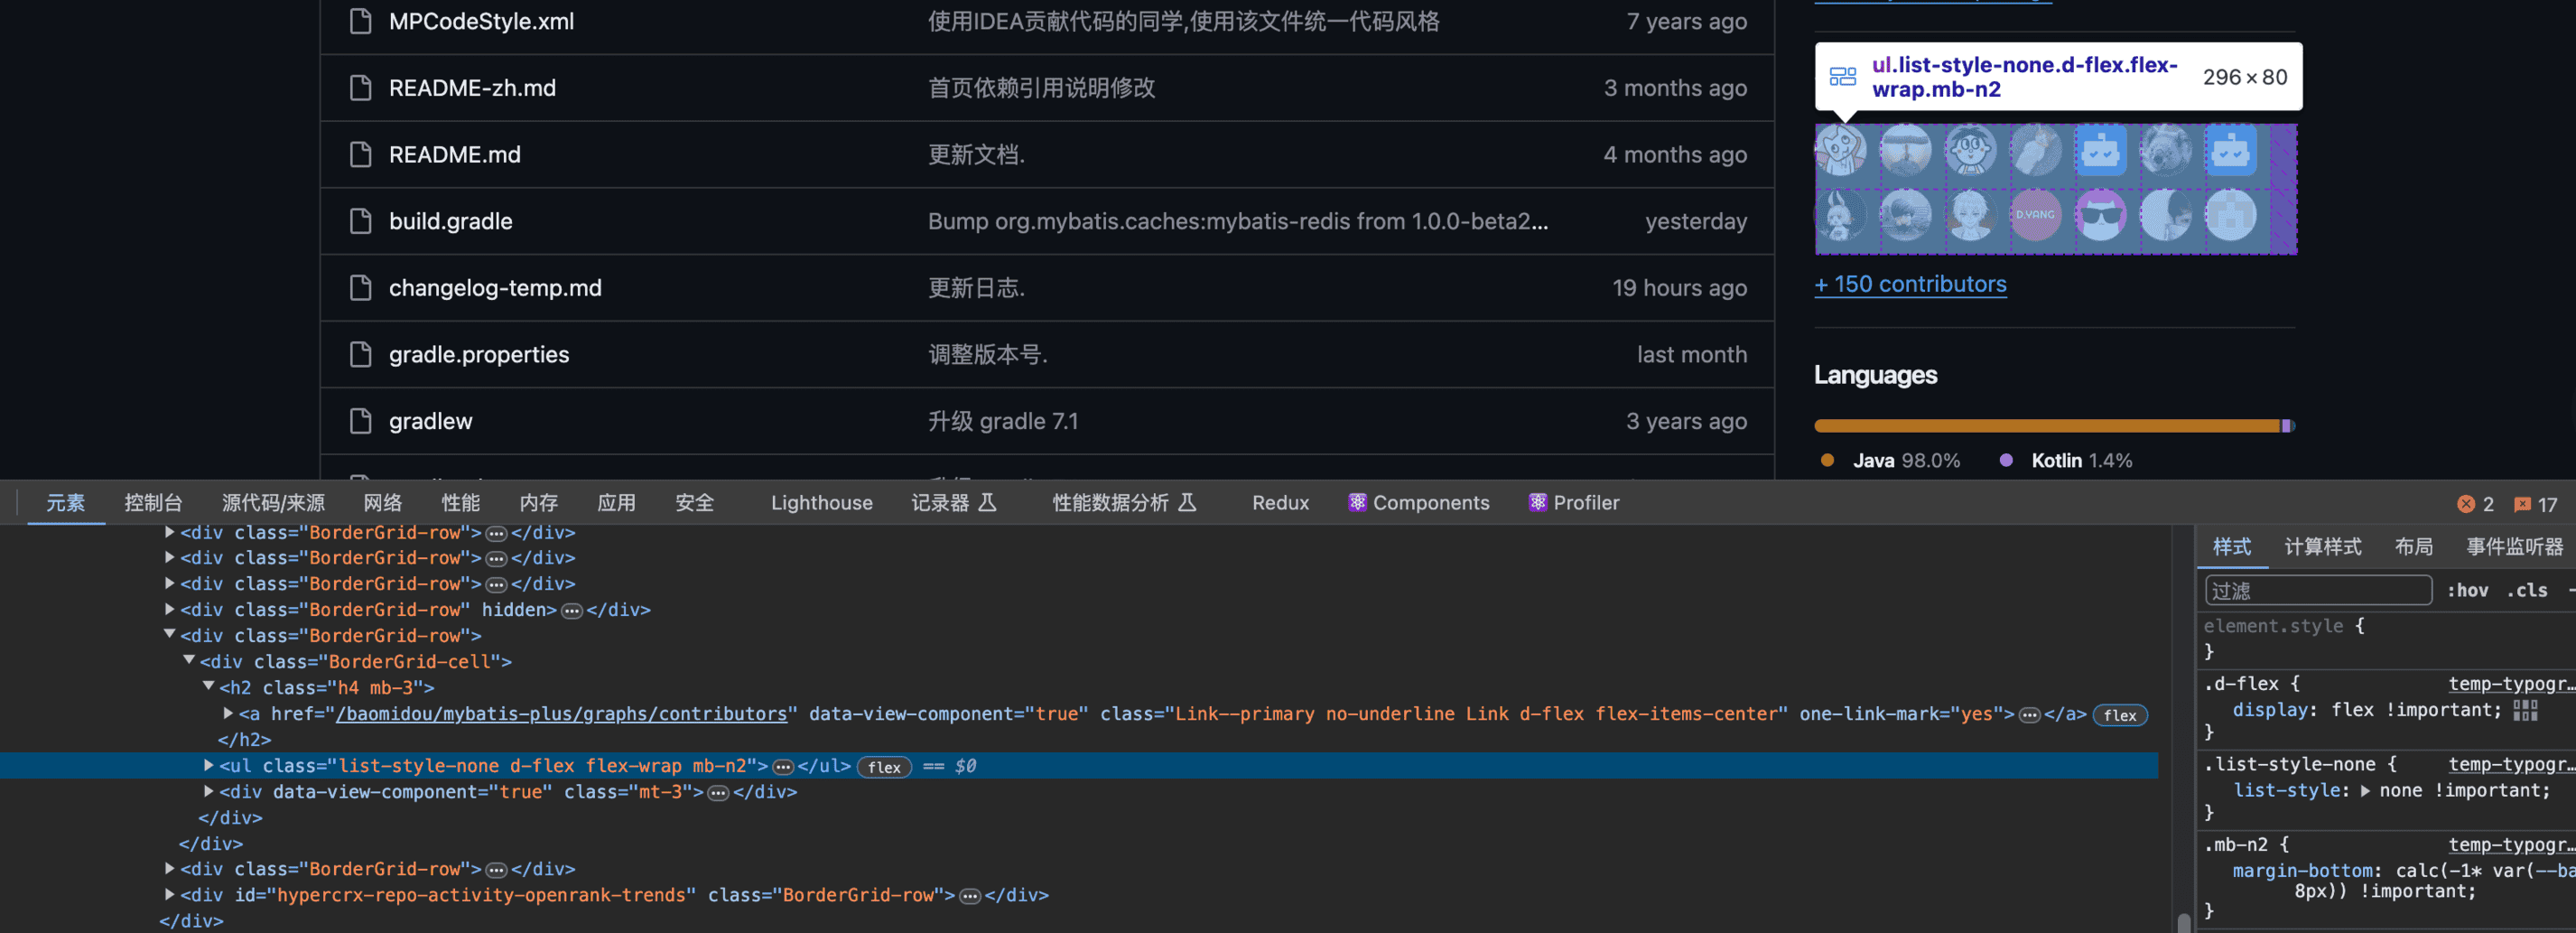 MPCodeStyle.xml 使用IDEA贡献代码的同学,使用该文件统一代码风格 7 years ago
README-zh.md 首页依赖引用说明修改 3 months ago
README.md 更新文档. 4 months ago
build.gradle Bump org.mybatis.caches:mybatis-redis from 1.0.0-beta2... yesterday
changelog-temp.md 更新日志. 19 hours ago
gradle.properties 调整版本号. last month
gradlew 升级 gradle 7.1 3 years ago
ul.list-style-none.d-flex.flex-
wrap.mb-n2 296 × 80
D.YANG
+ 150 contributors
Languages
Java 98.0% Kotlin 1.4%
元素 控制台 源代码/来源 网络 性能 内存 应用 安全 Lighthouse 记录器 性能数据分析 Redux Components Profiler 2 17
<div class="BorderGrid-row">…</div>
<div class="BorderGrid-row">…</div>
<div class="BorderGrid-row">…</div>
<div class="BorderGrid-row" hidden>…</div>
<div class="BorderGrid-row">
<div class="BorderGrid-cell">
<h2 class="h4 mb-3">
<a href="/baomidou/mybatis-plus/graphs/contributors" data-view-component="true" class="Link--primary no-underline Link d-flex flex-items-center" one-link-mark="yes">…</a> flex
</h2>
<ul class="list-style-none d-flex flex-wrap mb-n2">…</ul> flex == $0
<div data-view-component="true" class="mt-3">…</div>
</div>
</div>
<div class="BorderGrid-row">…</div>
<div id="hypercrx-repo-activity-openrank-trends" class="BorderGrid-row">…</div>
</div>
样式 计算样式 布局 事件监听器
过滤 :hov .cls
element.style {
}
.d-flex { temp-typogr…
display: flex !important;
}
.list-style-none { temp-typogr…
list-style: none !important;
}
.mb-n2 { temp-typogr…
margin-bottom: calc(-1* var(--ba
8px)) !important;
}